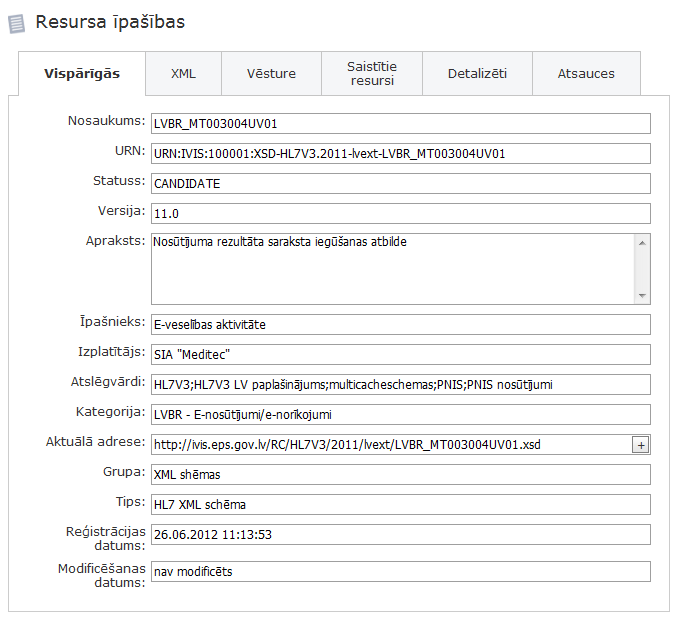 Resursa īpašības
Vispārīgās
XML
Vēsture
Saistītie
resursi
Detalizēti
Atsauces
Nosaukums: LVBR_MT003004UV01
URN: URN:IVIS:100001:XSD-HL7V3.2011-lvext-LVBR_MT003004UV01
Statuss: CANDIDATE
Versija: 11.0
Apraksts: Nosūtījuma rezultāta saraksta iegūšanas atbilde
Īpašnieks: E-veselības aktivitāte
Izplatītājs: SIA "Meditec"
Atslēgvārdi: HL7V3;HL7V3 LV paplašinājums;multicacheschemas;PNIS;PNIS nosūtījumi
Kategorija: LVBR - E-nosūtījumi/e-norīkojumi
Aktuālā adrese: http://ivis.eps.gov.lv/RC/HL7V3/2011/lvext/LVBR_MT003004UV01.xsd +
Grupa: XML shēmas
Tips: HL7 XML schēma
Reģistrācijas
datums: 26.06.2012 11:13:53
Modificēšanas
datums: nav modificēts